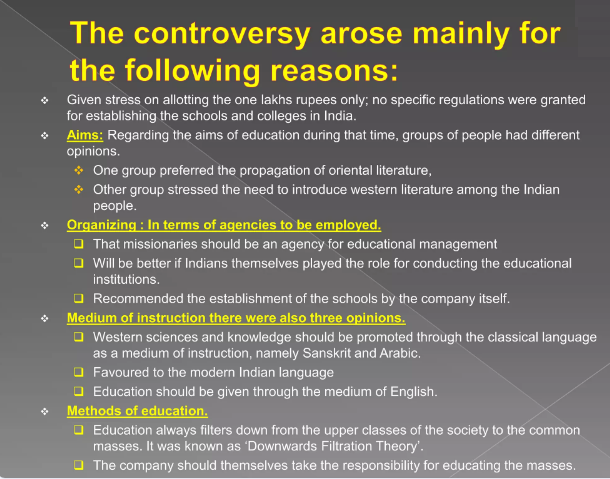 The controversy arose mainly for
the following reasons:
Given stress on allotting the one lakhs rupees only; no specific regulations were granted
for establishing the schools and colleges in India.
Aims: Regarding the aims of education during that time, groups of people had different
opinions.
One group preferred the propagation of oriental literature,
Other group stressed the need to introduce western literature among the Indian
people.
Organizing : In terms of agencies to be employed.
That missionaries should be an agency for educational management
Will be better if Indians themselves played the role for conducting the educational
institutions.
Recommended the establishment of the schools by the company itself.
Medium of instruction there were also three opinions.
Western sciences and knowledge should be promoted through the classical language
as a medium of instruction, namely Sanskrit and Arabic.
Favoured to the modern Indian language
Education should be given through the medium of English.
Methods of education.
Education always filters down from the upper classes of the society to the common
masses. It was known as ‘Downwards Filtration Theory’.
The company should themselves take the responsibility for educating the masses.